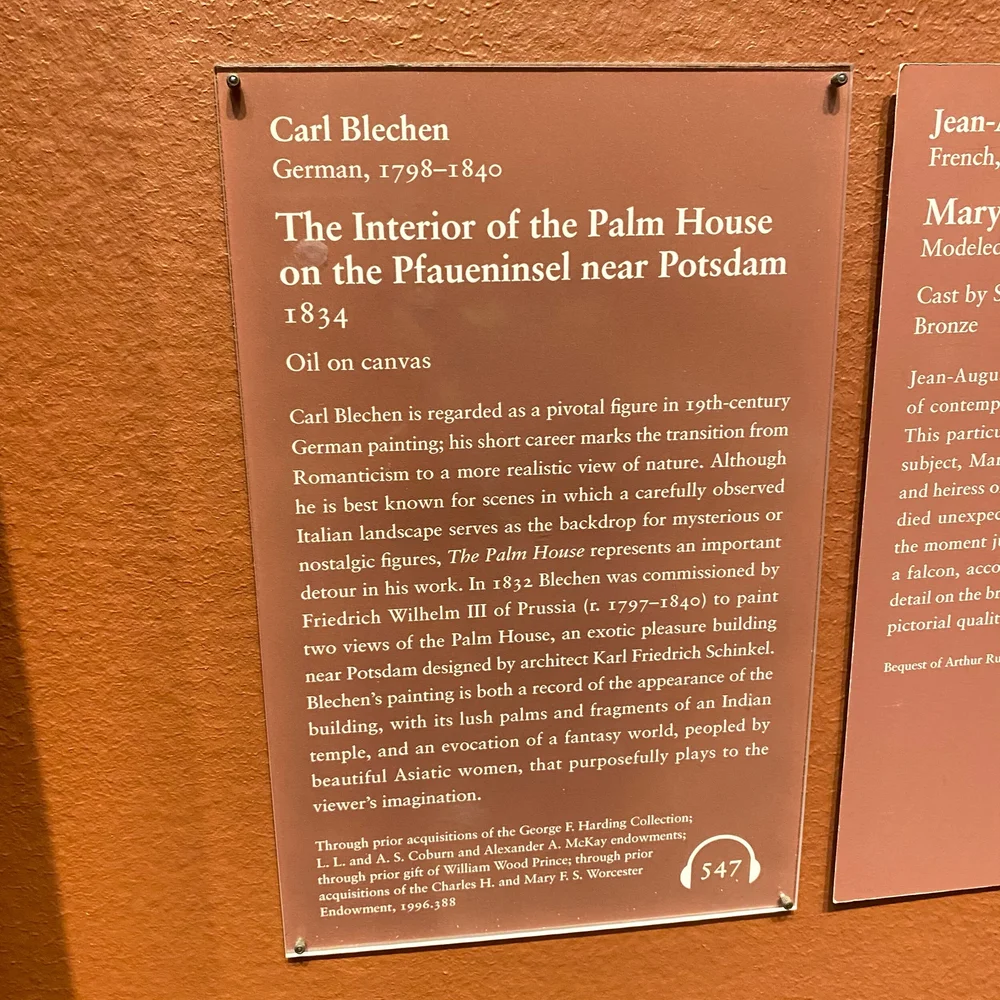 Carl Blechen
German, 1798–1840
The Interior of the Palm House
on the Pfaueninsel near Potsdam
1834
Oil on canvas
Carl Blechen is regarded as a pivotal figure in 19th-century
German painting; his short career marks the transition from
Romanticism to a more realistic view of nature. Although
he is best known for scenes in which a carefully observed
Italian landscape serves as the backdrop for mysterious or
nostalgic figures, The Palm House represents an important
detour in his work. In 1832 Blechen was commissioned by
Friedrich Wilhelm III of Prussia (r. 1797–1840) to paint
two views of the Palm House, an exotic pleasure building
near Potsdam designed by architect Karl Friedrich Schinkel.
Blechen's painting is both a record of the appearance of the
building, with its lush palms and fragments of an Indian
temple, and an evocation of a fantasy world, peopled by
beautiful Asiatic women, that purposefully plays to the
viewer's imagination.
Through prior acquisitions of the George F. Harding Collection;
L. L. and A. S. Coburn and Alexander A. McKay endowments;
through prior gift of William Wood Prince; through prior
acquisitions of the Charles H. and Mary F. S. Worcester
Endowment, 1996.388
547
Jean-
French,
Mary
Modeled
Cast by S
Bronze
Jean-Augu
of contemp
This particu
subject, Mar
and heiress o
died unexpec
the moment ju
a falcon, acco
detail on the br
pictorial qualit
Bequest of Arthur Ru